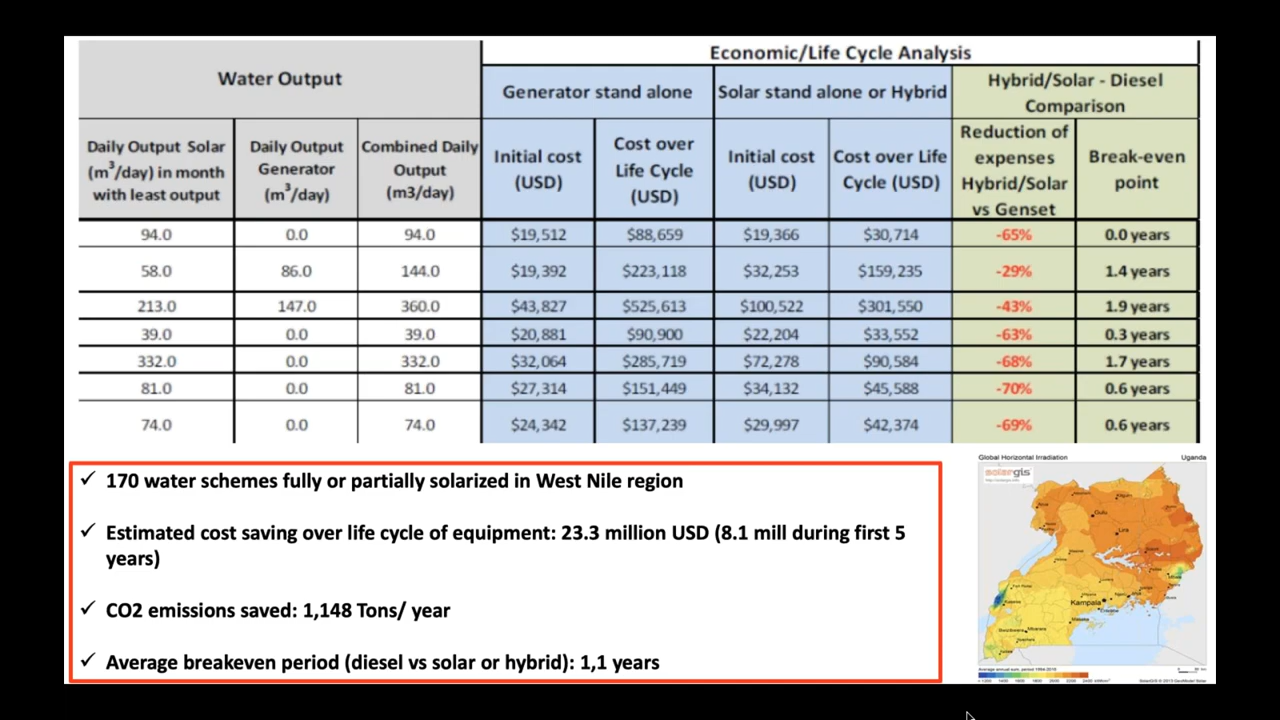 Economic/Life Cycle Analysis
Water Output
Generator stand alone
Solar stand alone or Hybrid
Hybrid/Solar - Diesel
Comparison
Daily Output Solar
(m³/day) in month
with least output
Daily Output
Generator
(m³/day)
Combined Daily
Output
(m3/day)
Initial cost
(USD)
Cost over
Life Cycle
(USD)
Initial cost
(USD)
Cost over Life
Cycle (USD)
Reduction of
expenses
Hybrid/Solar
vs Genset
Break-even
point
94.0 0.0 94.0 $19,512 $88,659 $19,366 $30,714 -65% 0.0 years
58.0 86.0 144.0 $19,392 $223,118 $32,253 $159,235 -29% 1.4 years
213.0 147.0 360.0 $43,827 $525,613 $100,522 $301,550 -43% 1.9 years
39.0 0.0 39.0 $20,881 $90,900 $22,204 $33,552 -63% 0.3 years
332.0 0.0 332.0 $32,064 $285,719 $72,278 $90,584 -68% 1.7 years
81.0 0.0 81.0 $27,314 $151,449 $34,132 $45,588 -70% 0.6 years
74.0 0.0 74.0 $24,342 $137,239 $29,997 $42,374 -69% 0.6 years
✓ 170 water schemes fully or partially solarized in West Nile region
✓ Estimated cost saving over life cycle of equipment: 23.3 million USD (8.1 mill during first 5
years)
✓ CO2 emissions saved: 1,148 Tons/ year
✓ Average breakeven period (diesel vs solar or hybrid): 1,1 years
Global Horizontal Irradiation Uganda
solargis
Gulu
Lira
Kampala